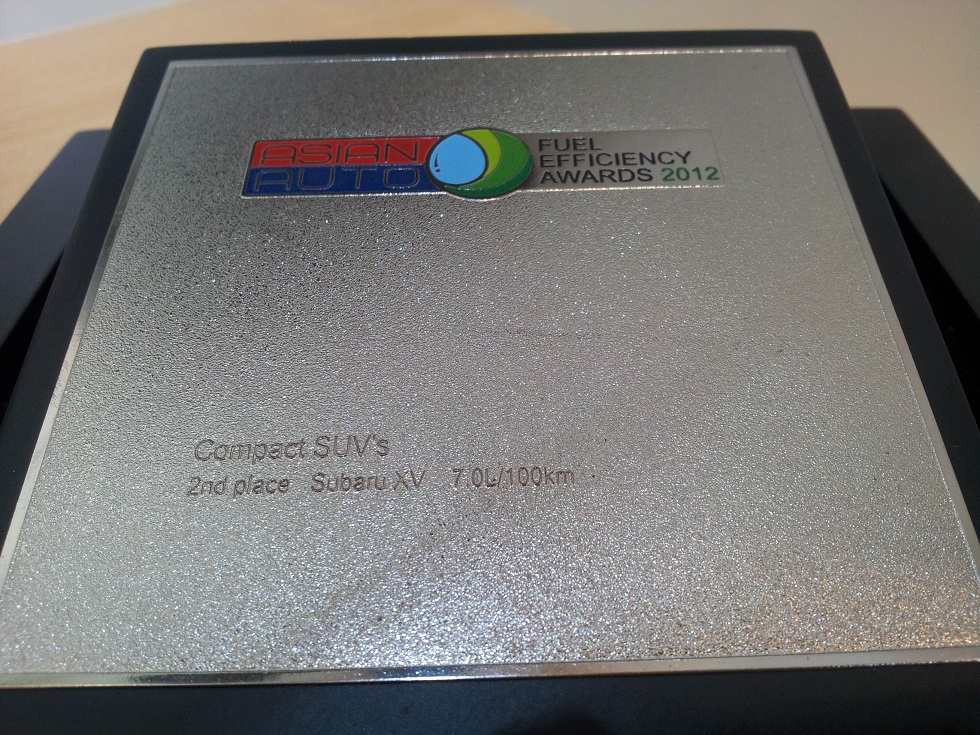 ASIAN AUTO
FUEL EFFICIENCY AWARDS 2012
Compact SUV's
2nd place Subaru XV 7.0L/100km